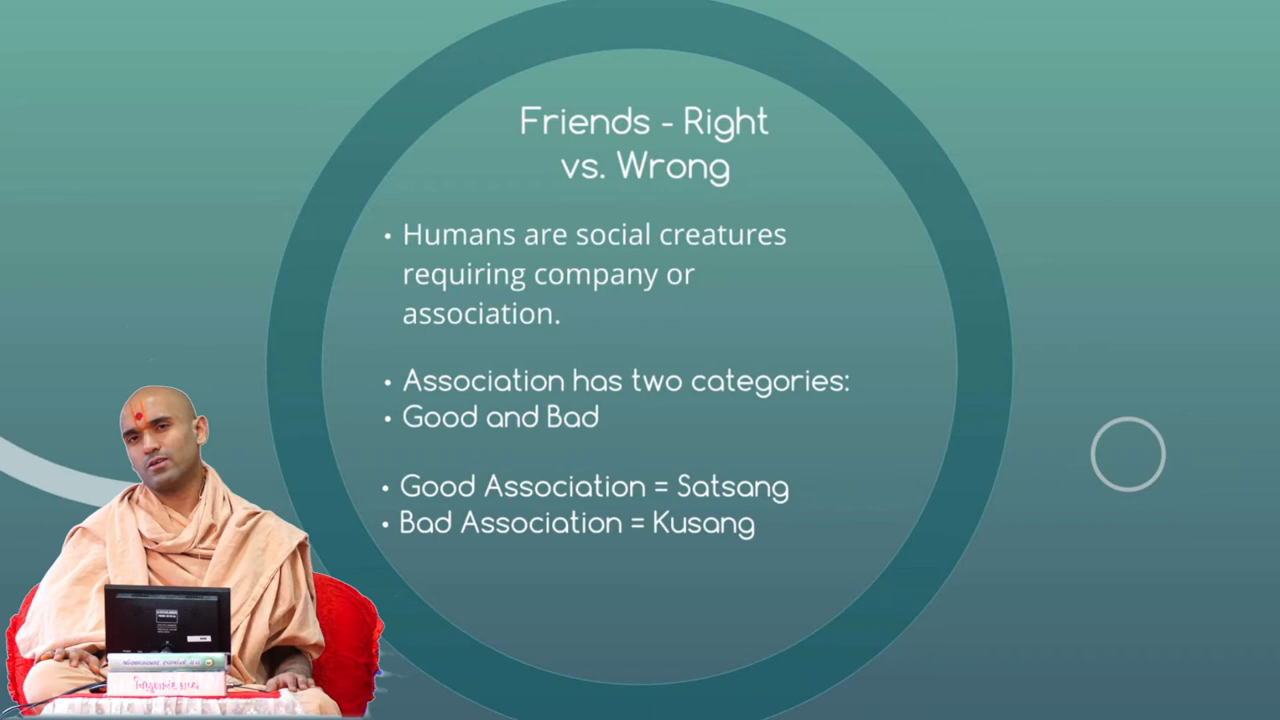 Friends - Right
vs. Wrong
• Humans are social creatures
requiring company or
association.
• Association has two categories:
• Good and Bad
• Good Association = Satsang
• Bad Association = Kusang